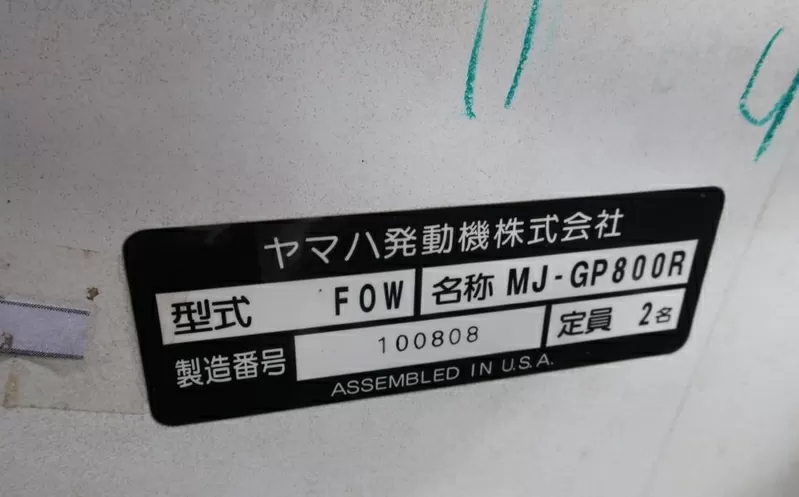 ヤマハ発動機株式会社
型式 F0W 名称 MJ-GP800R
製造番号 100808 定員 2名
ASSEMBLED IN U.S.A.